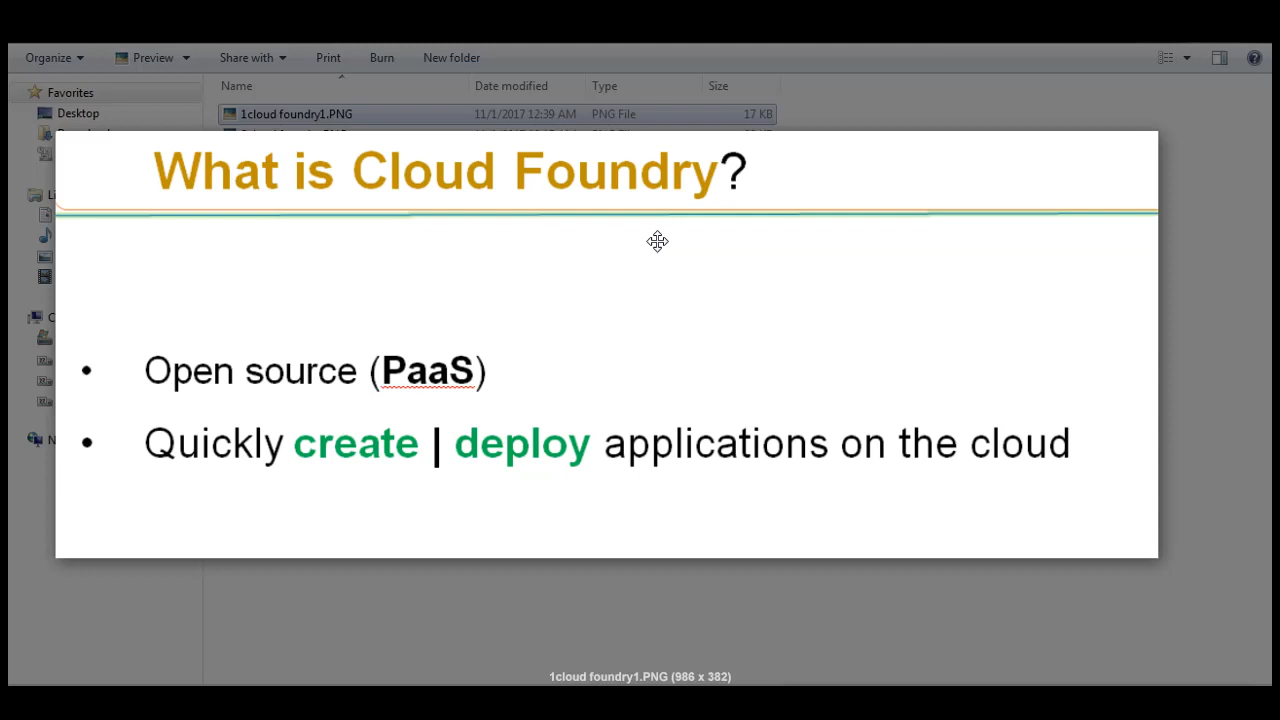 Organize Preview Share with Print Burn New folder
Favorites Name Date modified Type Size
Desktop 1cloud foundry1.PNG 11/1/2017 12:39 AM PNG File 17 KB
What is Cloud Foundry?
• Open source (PaaS)
• Quickly create | deploy applications on the cloud
1cloud foundry1.PNG (986 x 382)